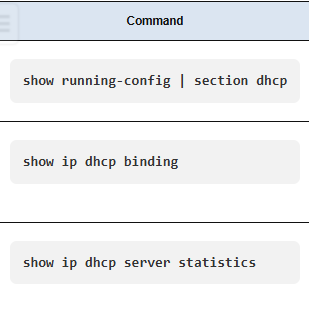 Command
show running-config | section dhcp
show ip dhcp binding
show ip dhcp server statistics